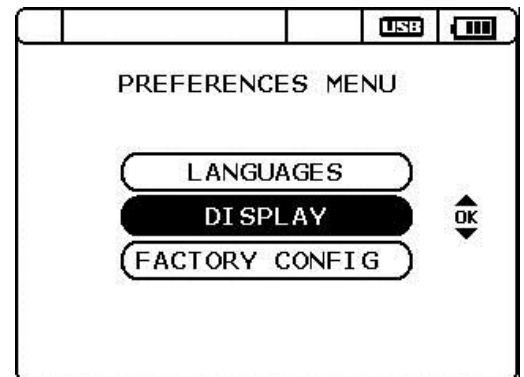 USB
PREFERENCES MENU
LANGUAGES
DISPLAY
OK
FACTORY CONFIG